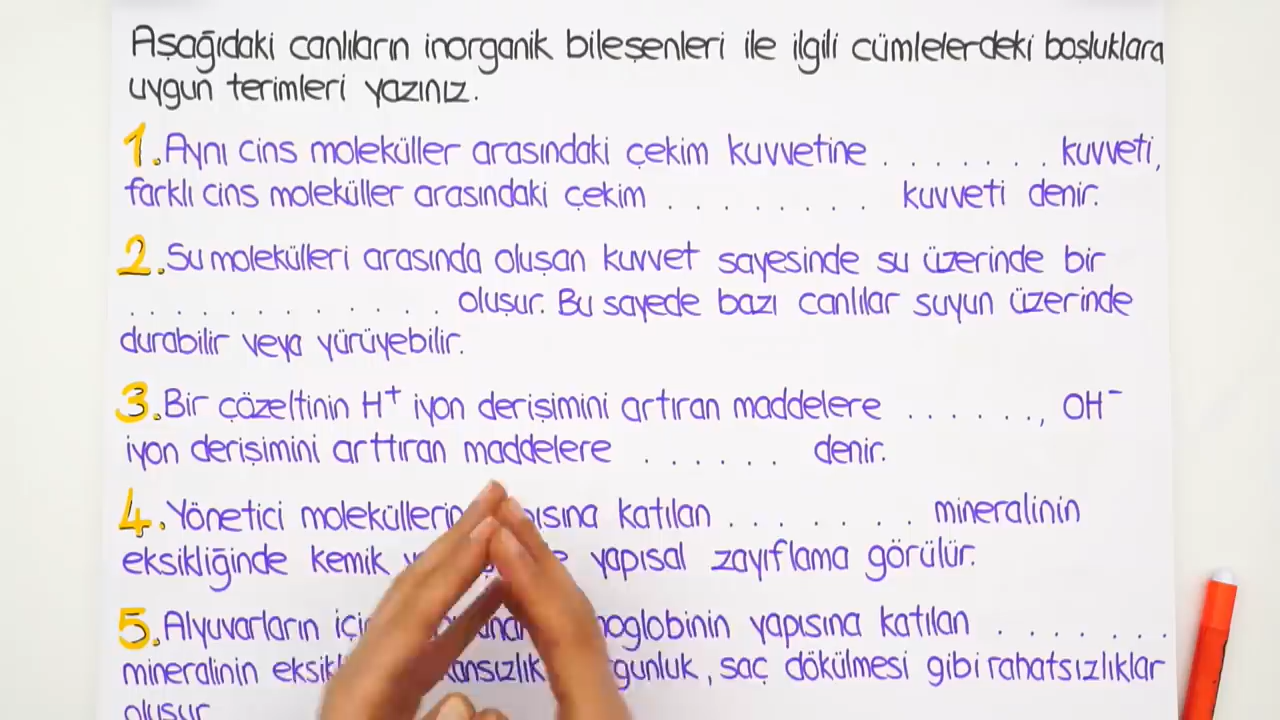 Aşağıdaki canlıların inorganik bileşenleri ile ilgili cümlelerdeki boşluklara
uygun terimleri yazınız.
1. Aynı cins moleküller arasındaki çekim kuvvetine . . . . . . . kuvveti,
farklı cins moleküller arasındaki çekim . . . . . . . . kuvveti denir.
2. Su molekülleri arasında oluşan kuvvet sayesinde su üzerinde bir
. . . . . . . . . . . . . oluşur. Bu sayede bazı canlılar suyun üzerinde
durabilir veya yürüyebilir.
3. Bir çözeltinin H⁺ iyon derişimini artıran maddelere . . . . . . , OH⁻
iyon derişimini arttıran maddelere . . . . . . denir.
4. Yönetici moleküllerin katılan . . . . . . . . mineralinin
eksikliğinde kemik yapısal zayıflama görülür.
5. Alyuvarların yapısına katılan . . . . . . .
mineralinin saç dökülmesi gibi rahatsızlıklar
oluşur